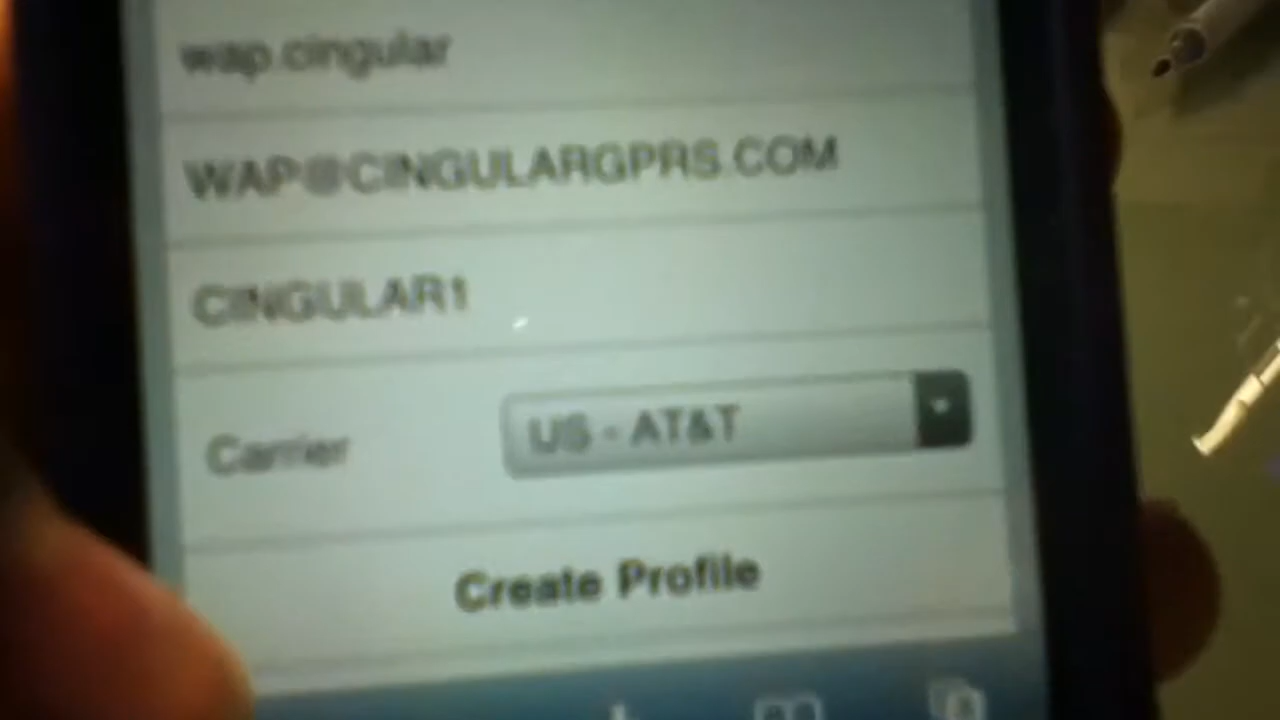 wap.cingular
WAP@CINGULARGPRS.COM
CINGULAR1
Carrier US - AT&T
Create Profile